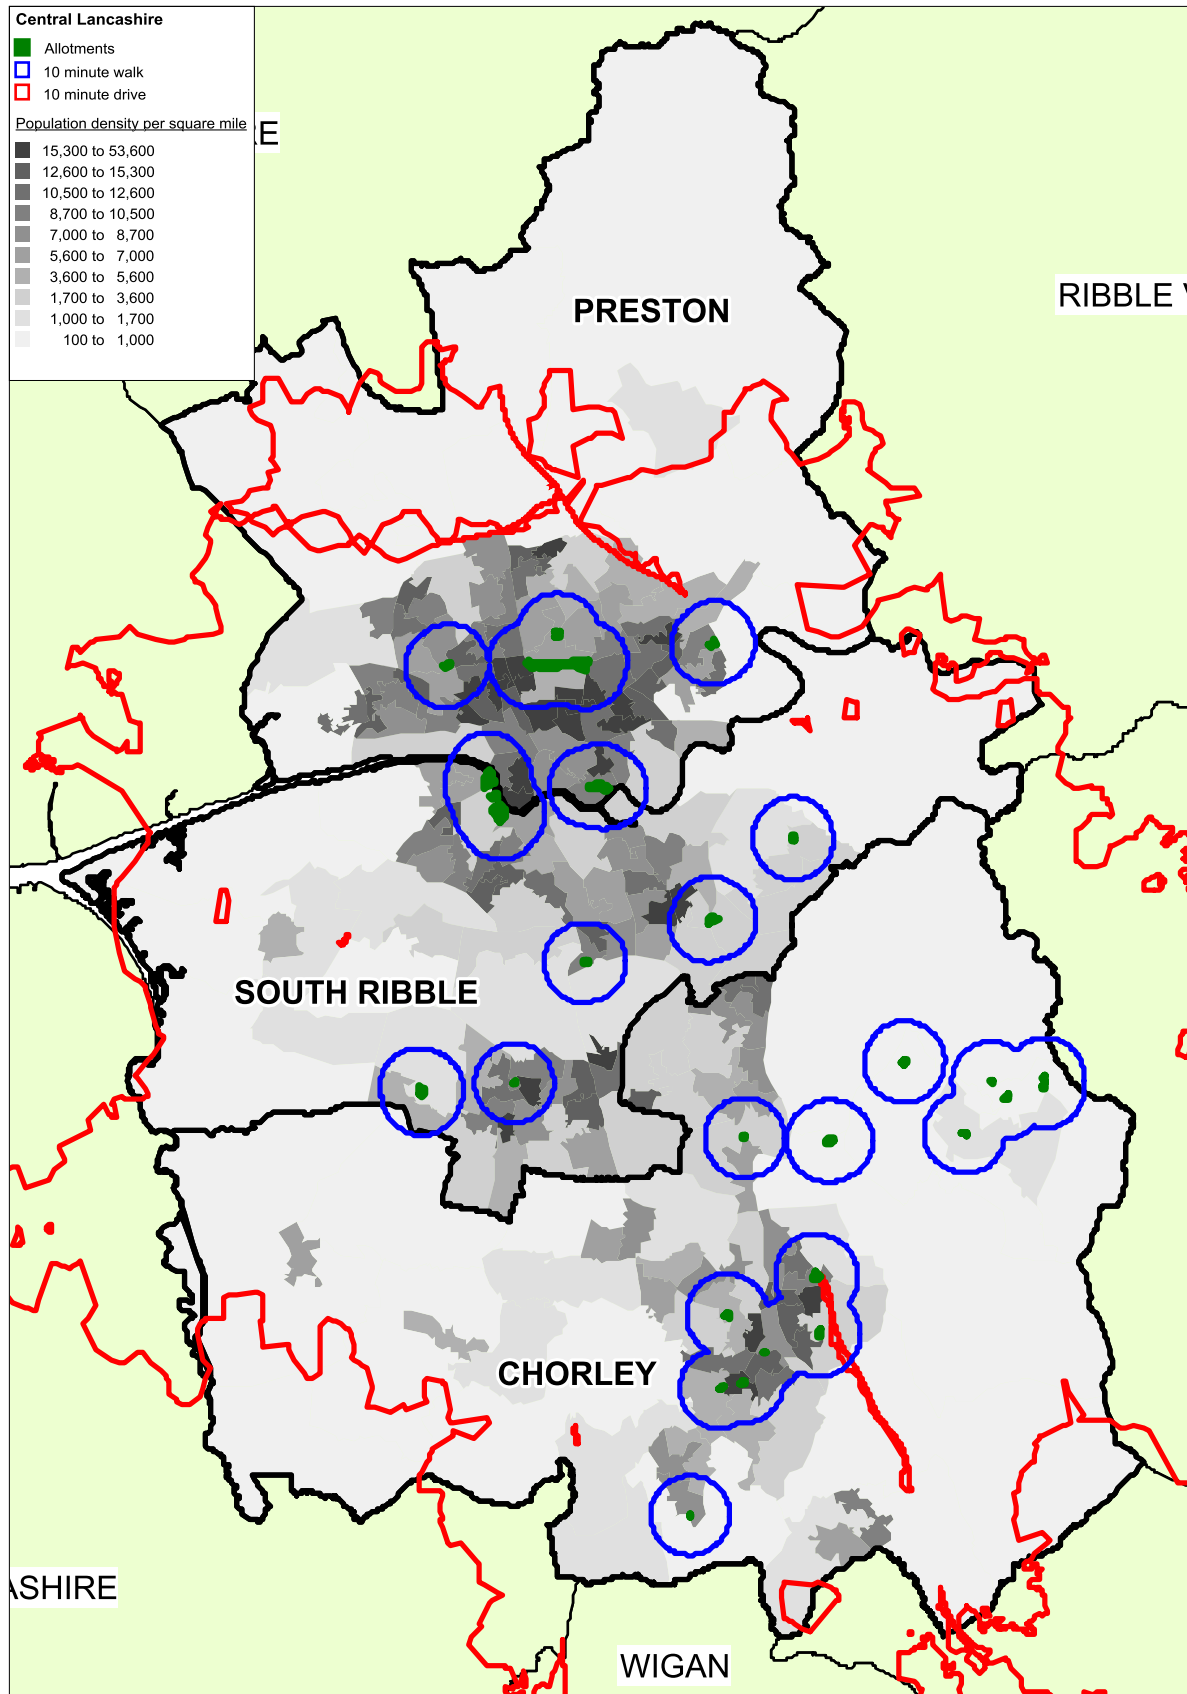 Central Lancashire
Allotments
10 minute walk
10 minute drive
Population density per square mile
15,300 to 53,600
12,600 to 15,300
10,500 to 12,600
8,700 to 10,500
7,000 to 8,700
5,600 to 7,000
3,600 to 5,600
1,700 to 3,600
1,000 to 1,700
100 to 1,000
RE
PRESTON
RIBBLE
SOUTH RIBBLE
CHORLEY
ASHIRE
WIGAN